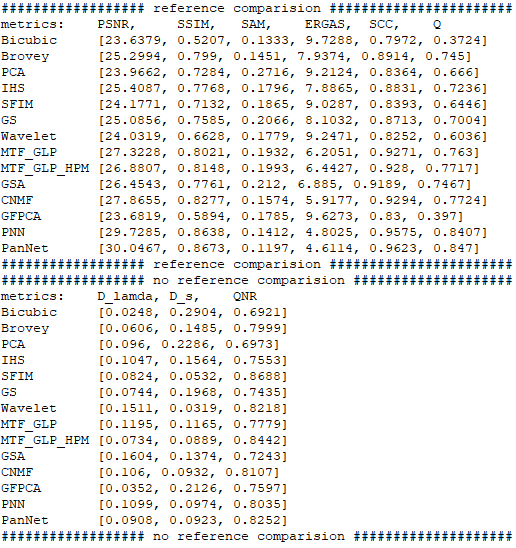 ################## reference comparision #######################
metrics:    PSNR,     SSIM,   SAM,    ERGAS,  SCC,    Q
Bicubic     [23.6379, 0.5207, 0.1333, 9.7288, 0.7972, 0.3724]
Brovey      [25.2994, 0.799, 0.1451, 7.9374, 0.8914, 0.745]
PCA         [23.9662, 0.7284, 0.2716, 9.2124, 0.8364, 0.666]
IHS         [25.4087, 0.7768, 0.1796, 7.8865, 0.8831, 0.7236]
SFIM        [24.1771, 0.7132, 0.1865, 9.0287, 0.8393, 0.6446]
GS          [25.0856, 0.7585, 0.2066, 8.1032, 0.8713, 0.7004]
Wavelet     [24.0319, 0.6628, 0.1779, 9.2471, 0.8252, 0.6036]
MTF_GLP     [27.3228, 0.8021, 0.1932, 6.2051, 0.9271, 0.763]
MTF_GLP_HPM [26.8807, 0.8148, 0.1993, 6.4427, 0.928, 0.7717]
GSA         [26.4543, 0.7761, 0.212, 6.885, 0.9189, 0.7467]
CNMF        [27.8655, 0.8277, 0.1574, 5.9177, 0.9294, 0.7724]
GFPCA       [23.6819, 0.5894, 0.1785, 9.6273, 0.83, 0.397]
PNN         [29.7285, 0.8638, 0.1412, 4.8025, 0.9575, 0.8407]
PanNet      [30.0467, 0.8673, 0.1197, 4.6114, 0.9623, 0.847]
################## reference comparision #######################
################## no reference comparision ####################
metrics:    D_lamda, D_s,    QNR
Bicubic     [0.0248, 0.2904, 0.6921]
Brovey      [0.0606, 0.1485, 0.7999]
PCA         [0.096, 0.2286, 0.6973]
IHS         [0.1047, 0.1564, 0.7553]
SFIM        [0.0824, 0.0532, 0.8688]
GS          [0.0744, 0.1968, 0.7435]
Wavelet     [0.1511, 0.0319, 0.8218]
MTF_GLP     [0.1195, 0.1165, 0.7779]
MTF_GLP_HPM [0.0734, 0.0889, 0.8442]
GSA         [0.1604, 0.1374, 0.7243]
CNMF        [0.106, 0.0932, 0.8107]
GFPCA       [0.0352, 0.2126, 0.7597]
PNN         [0.1099, 0.0974, 0.8035]
PanNet      [0.0908, 0.0923, 0.8252]
################## no reference comparision ####################